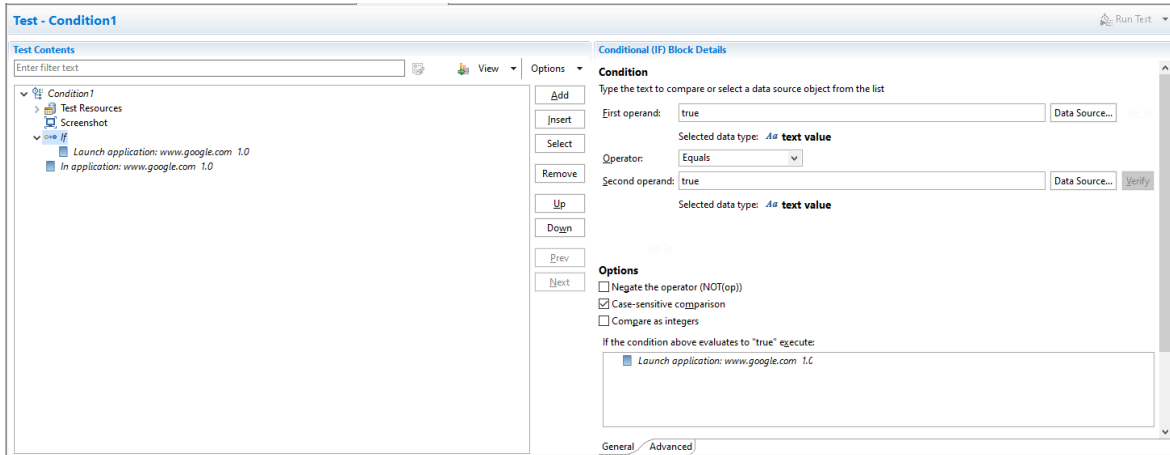 Test - Condition1
Run Test
Test Contents
Enter filter text
View
Options
Condition1
Test Resources
Screenshot
If
Launch application: www.google.com 1.0
In application: www.google.com 1.0
Add
Insert
Select
Remove
Up
Down
Prev
Next
Conditional (IF) Block Details
Condition
Type the text to compare or select a data source object from the list
First operand: true Data Source...
Selected data type: Aa text value
Operator: Equals
Second operand: true Data Source... Verify
Selected data type: Aa text value
Options
Negate the operator (NOT(op))
Case-sensitive comparison
Compare as integers
If the condition above evaluates to "true" execute:
Launch application: www.google.com 1.0
General Advanced